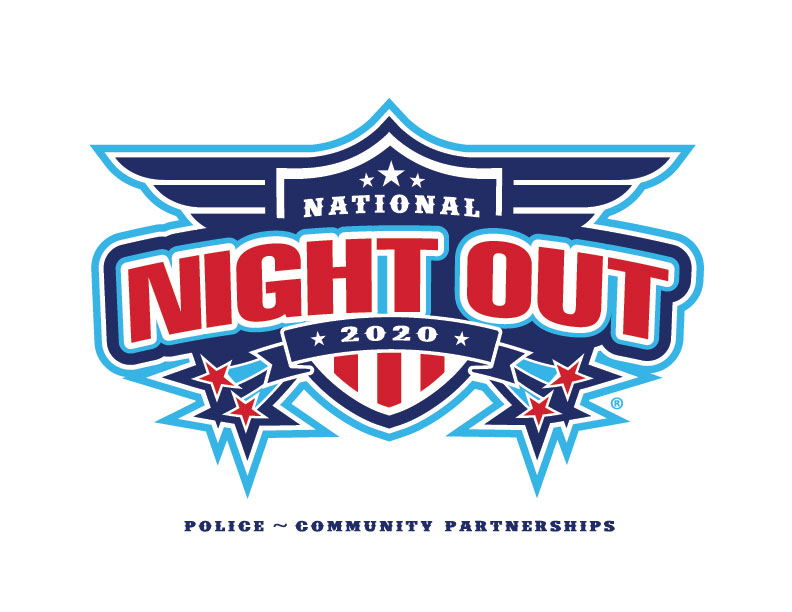 NATIONAL
NIGHT OUT
2020
®
POLICE ~ COMMUNITY PARTNERSHIPS